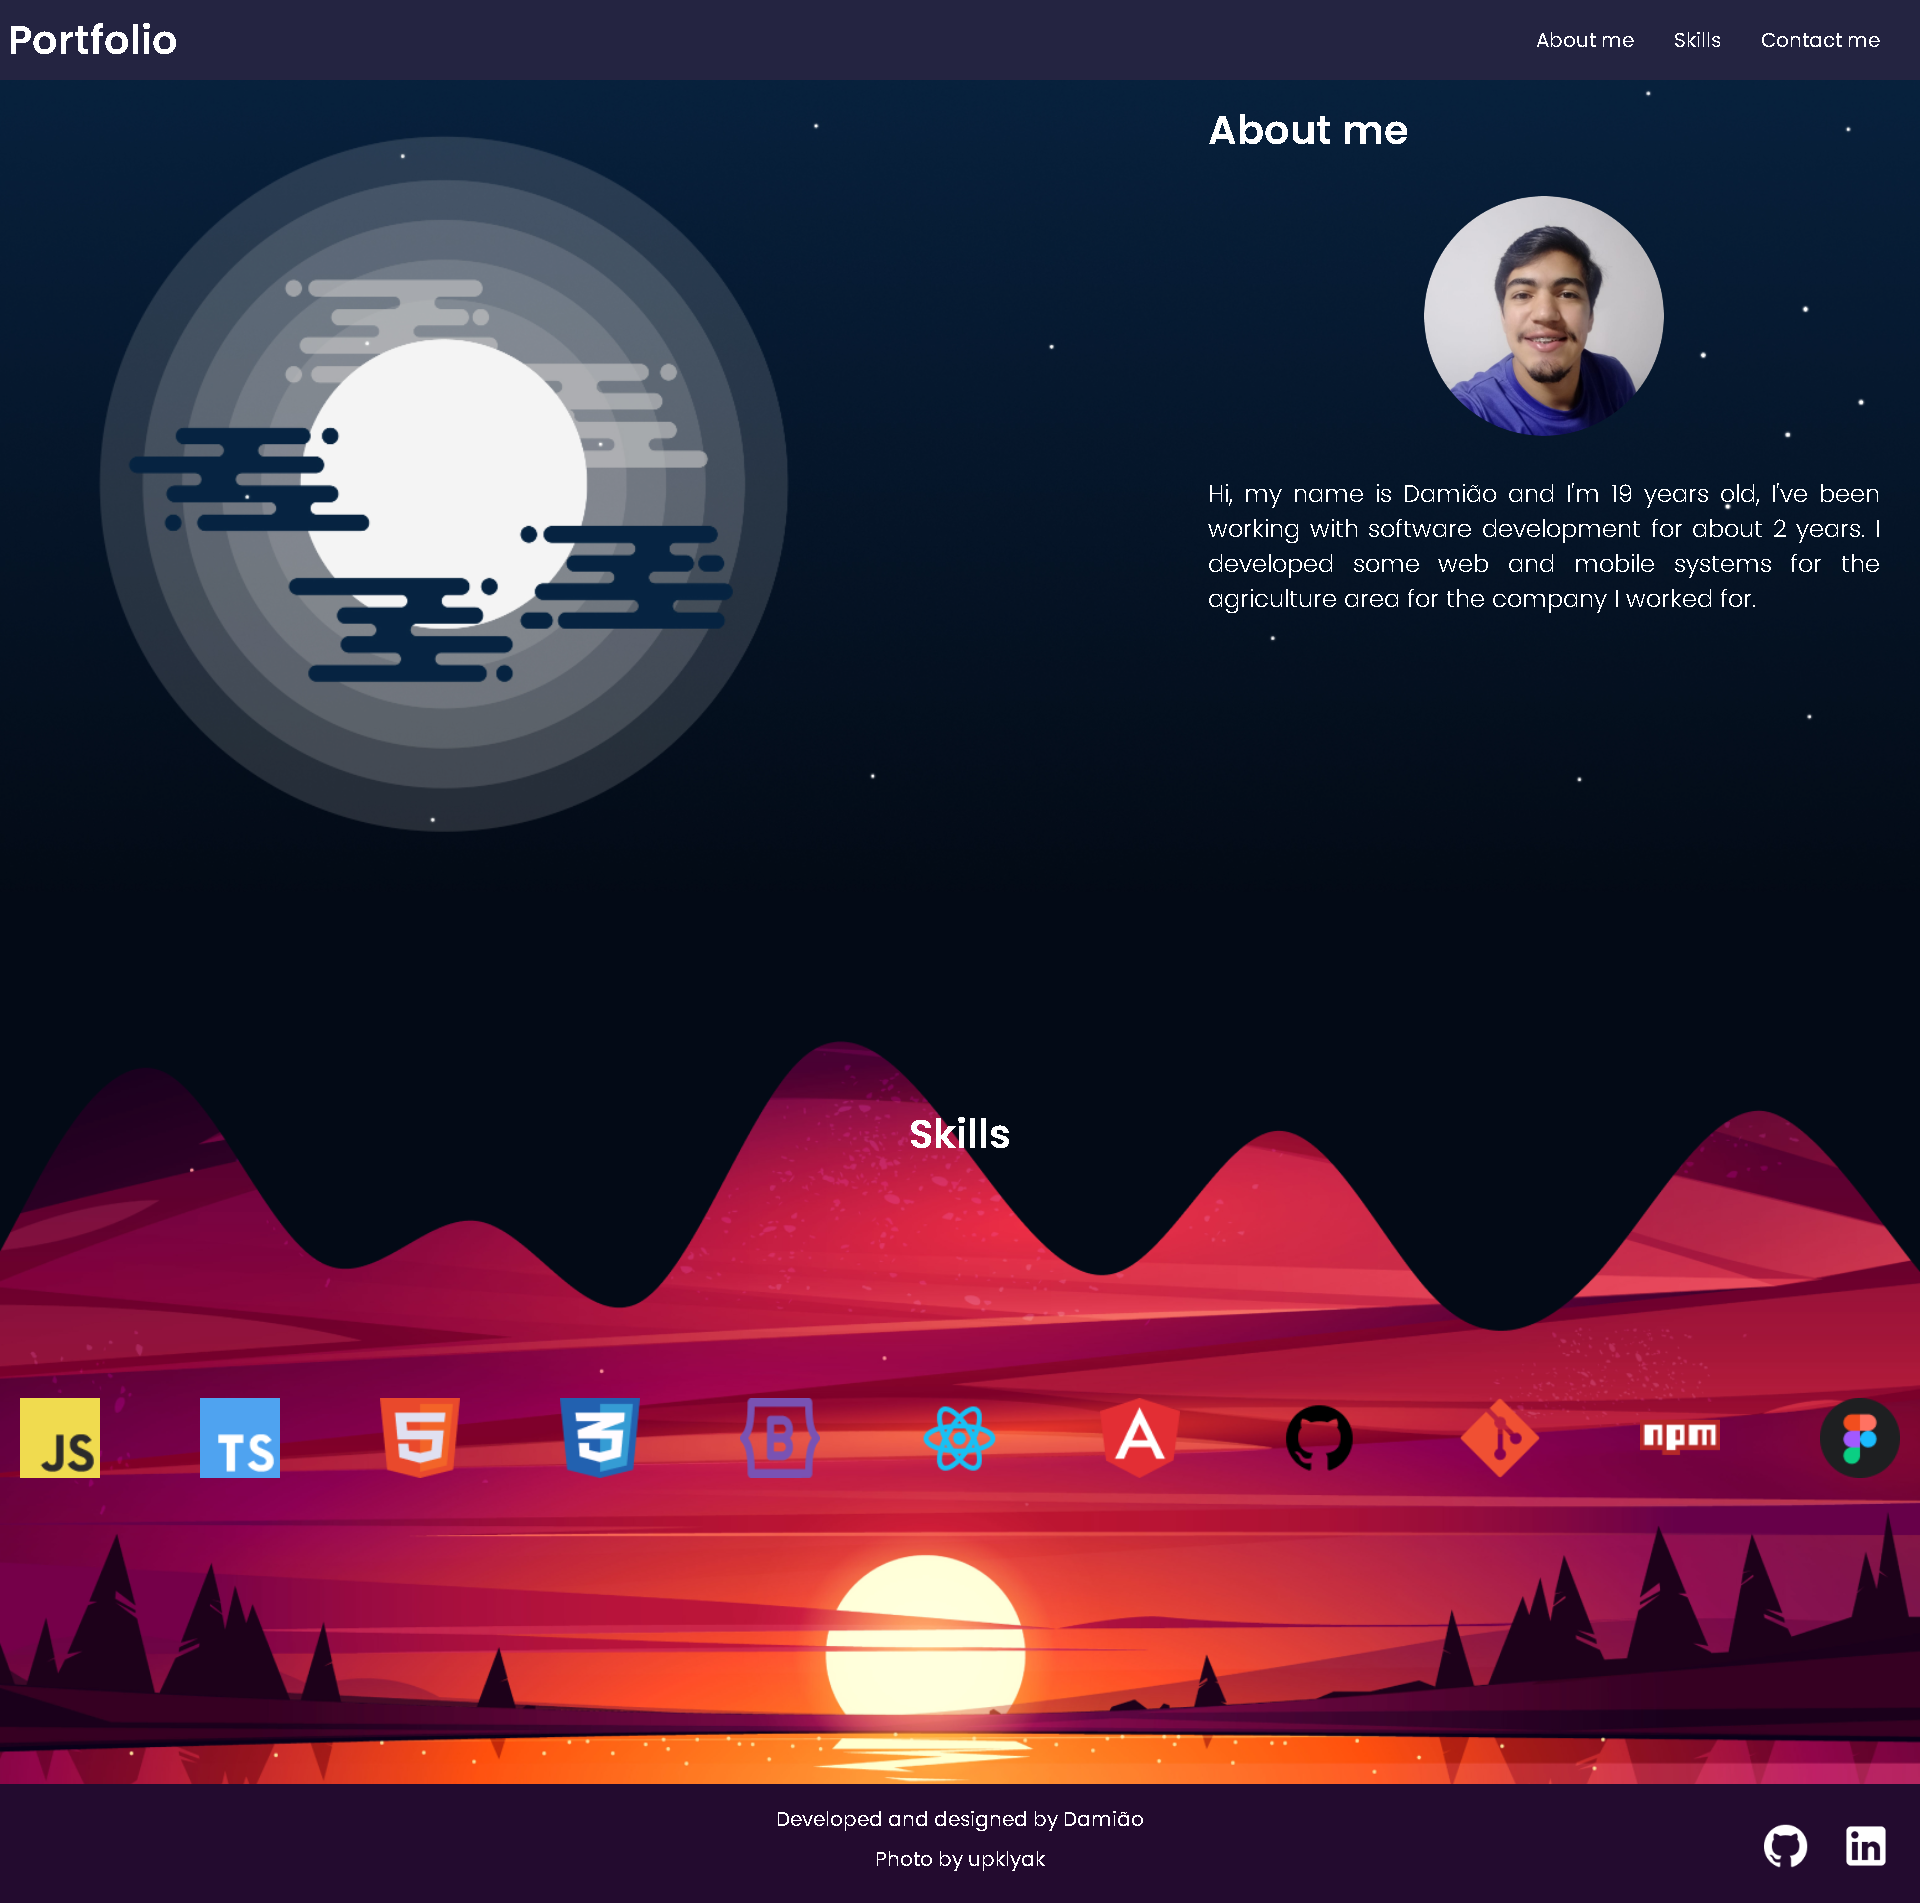 Portfolio
About me Skills Contact me
About me
Hi, my name is Damião and I'm 19 years old, I've been
working with software development for about 2 years. I
developed some web and mobile systems for the
agriculture area for the company I worked for.
Skills
JS TS 5 3 B A npm
Developed and designed by Damião
Photo by upklyak
in